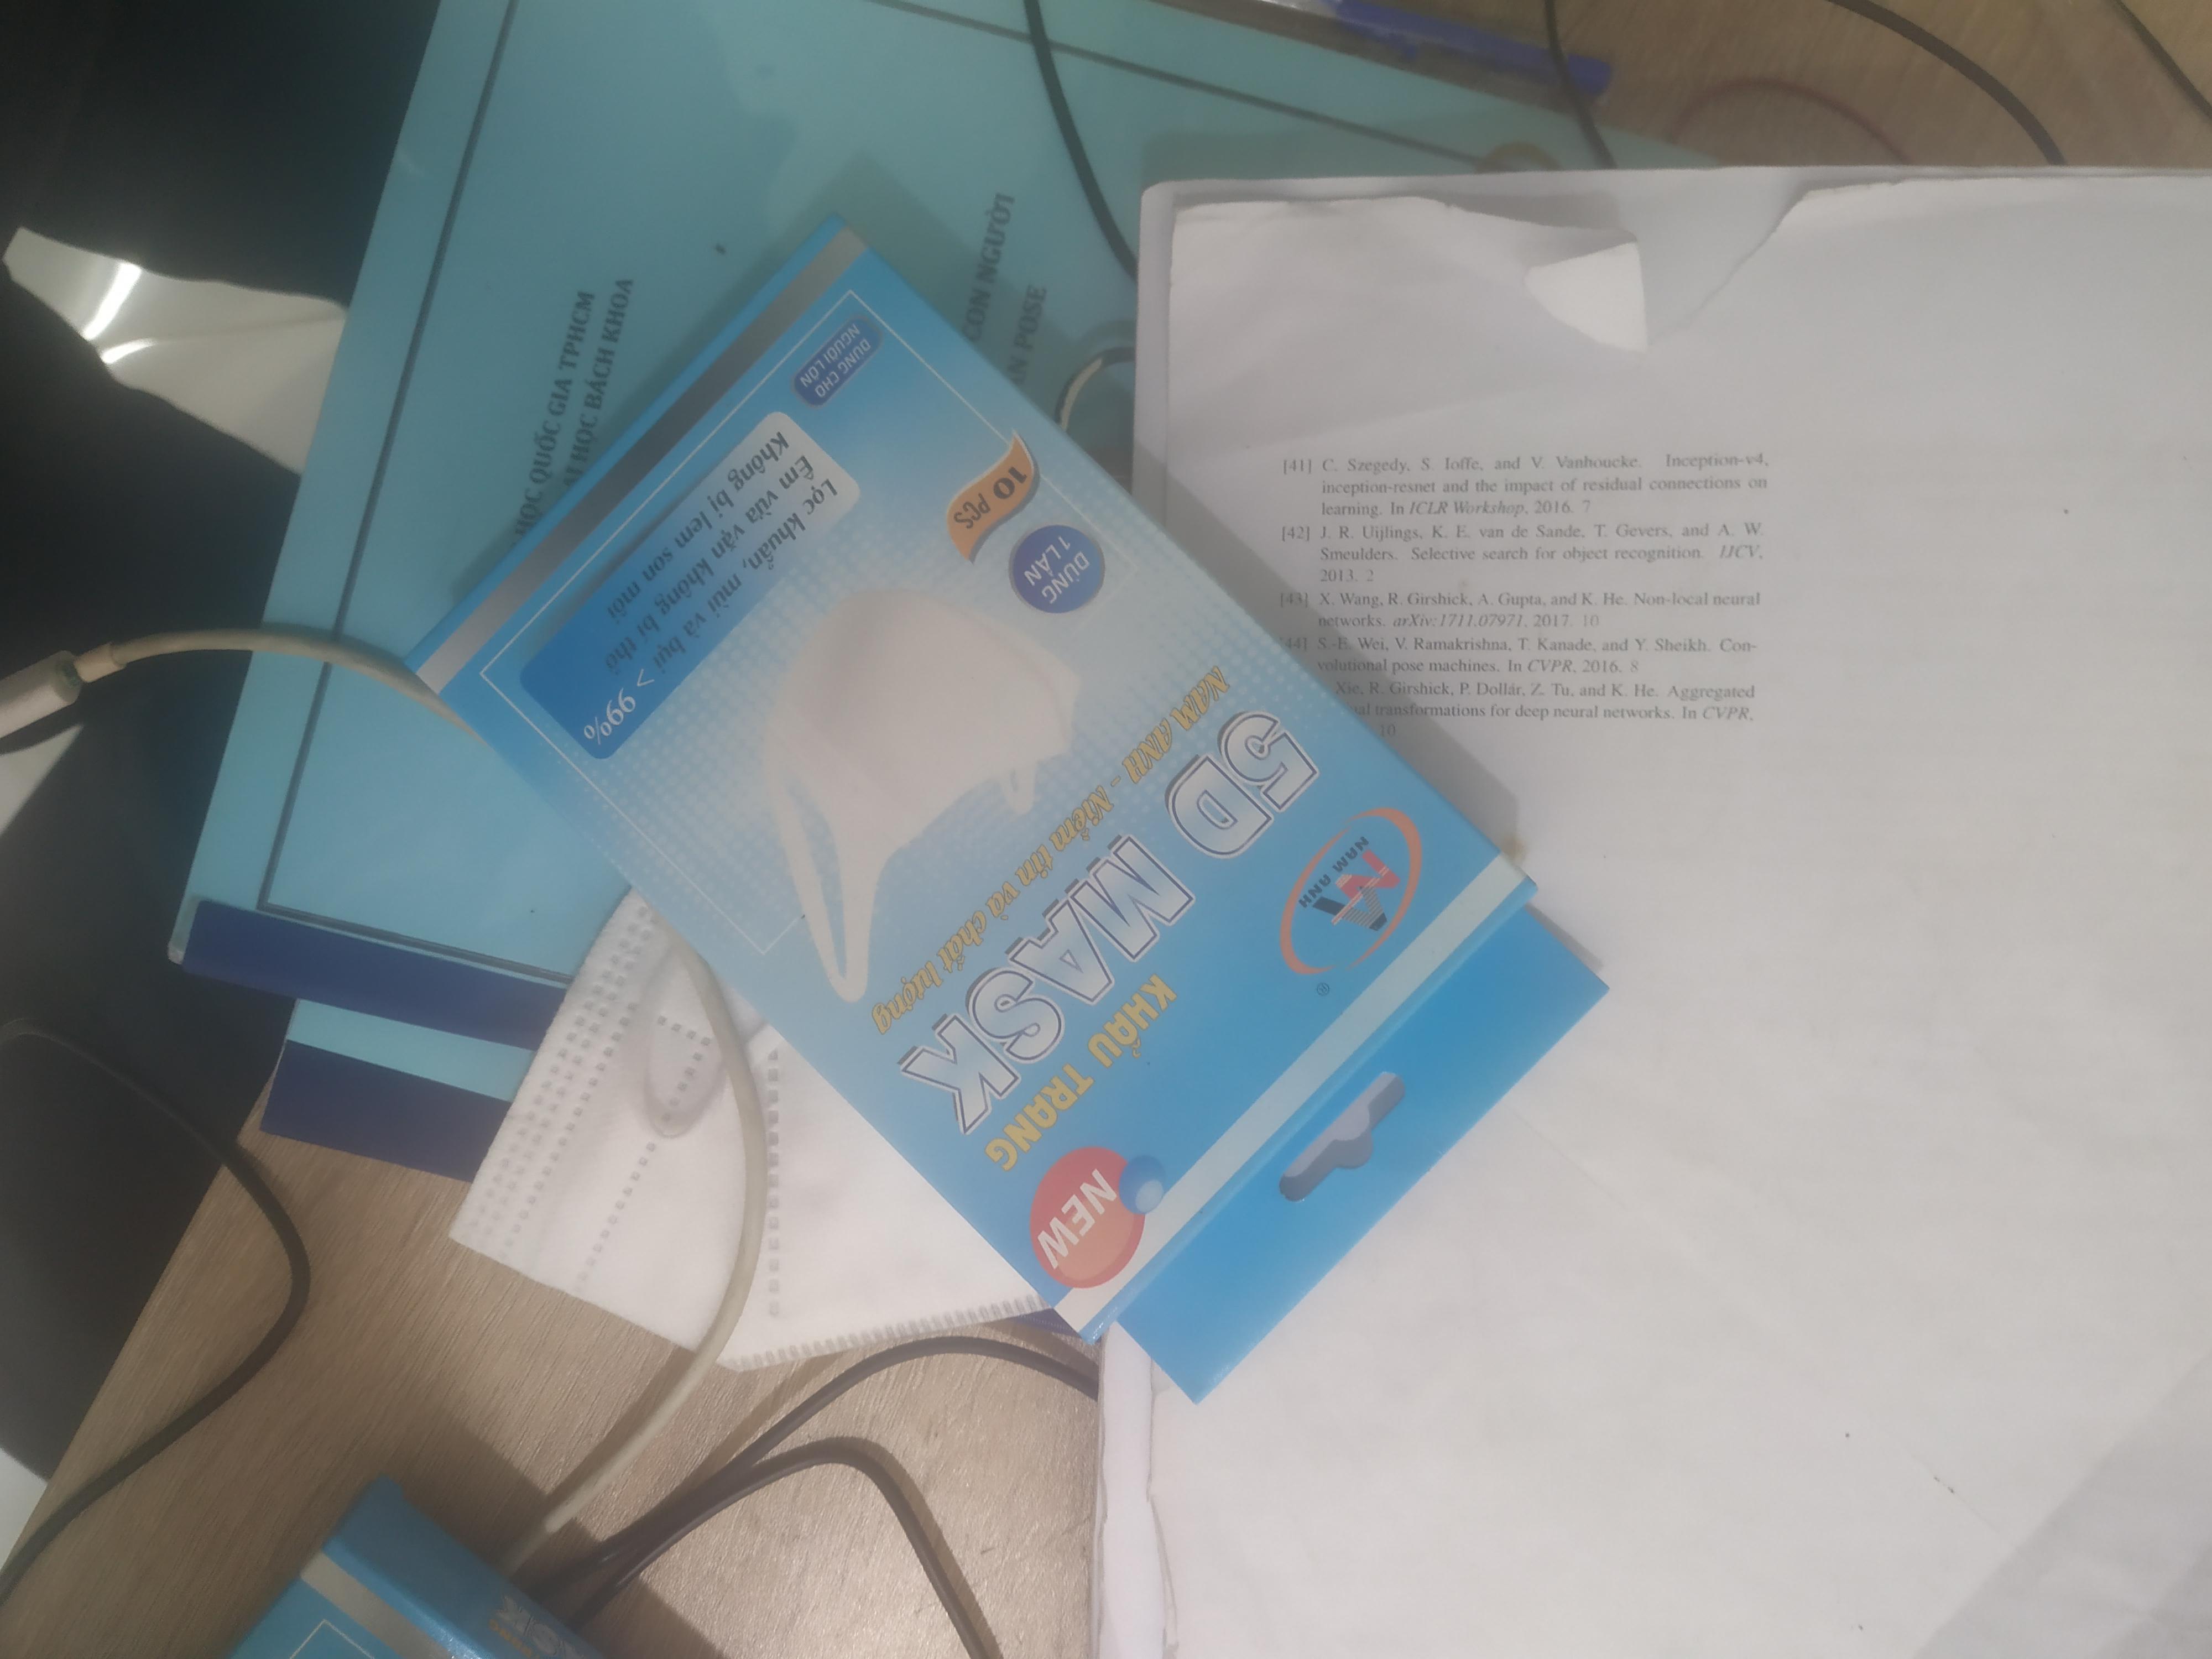 HỌC QUỐC GIA TPHCM
ẠI HỌC BÁCH KHOA
CON NGƯỜI
AN POSE
NAM ANH
®
NEW
KHẨU TRANG
5D MASK
NAM ANH - Niềm tin và chất lượng
DÙNG
1 LẦN
10 PCS
Lọc khuẩn, mùi và bụi > 99%
Êm vừa vặn không bị thô
Không bị lem son môi
DÙNG CHO
NGƯỜI LỚN
[41] C. Szegedy, S. Ioffe, and V. Vanhoucke. Inception-v4,
inception-resnet and the impact of residual connections on
learning. In ICLR Workshop, 2016. 7
[42] J. R. Uijlings, K. E. van de Sande, T. Gevers, and A. W.
Smeulders. Selective search for object recognition. IJCV,
2013. 2
[43] X. Wang, R. Girshick, A. Gupta, and K. He. Non-local neural
networks. arXiv:1711.07971, 2017. 10
44] S.-E. Wei, V. Ramakrishna, T. Kanade, and Y. Sheikh. Con-
volutional pose machines. In CVPR, 2016. 8
Xie, R. Girshick, P. Dollár, Z. Tu, and K. He. Aggregated
ual transformations for deep neural networks. In CVPR,
10